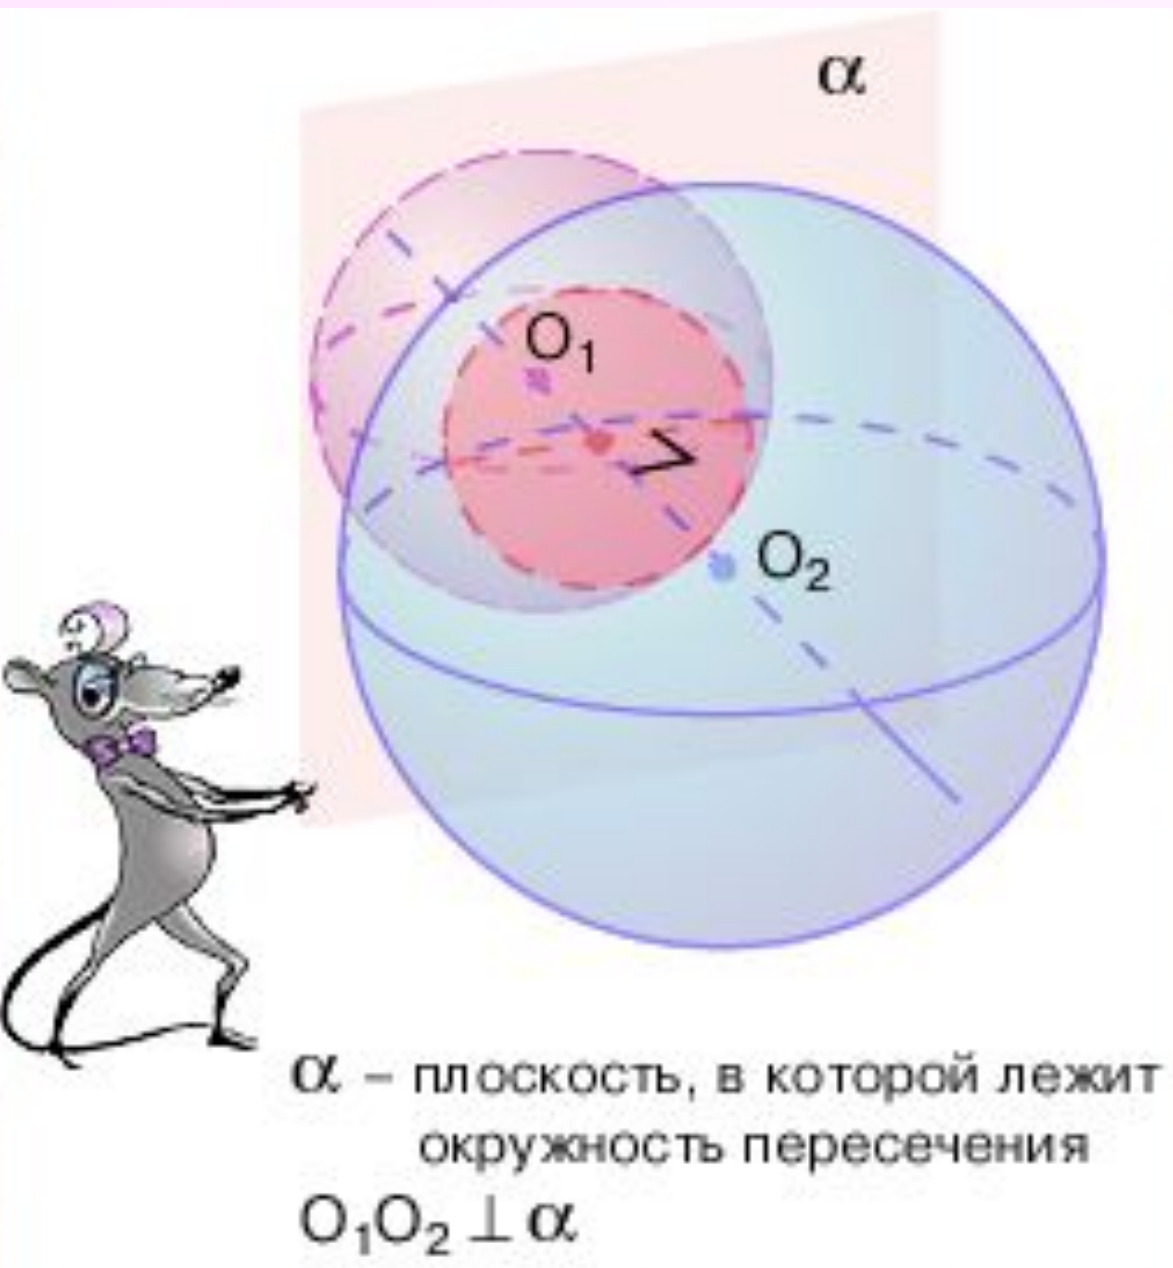 α
O₁
O₂
α – плоскость, в которой лежит
окружность пересечения
O₁O₂ ⊥ α